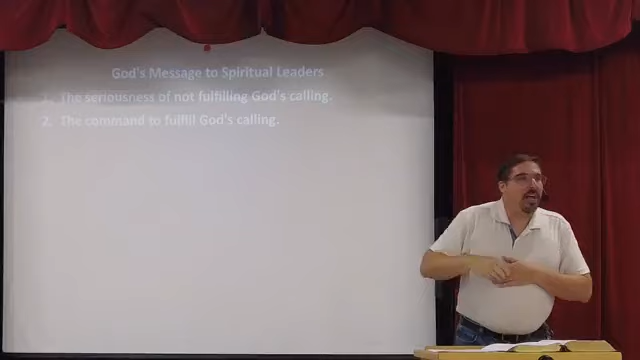 God's Message to Spiritual Leaders
1. The seriousness of not fulfilling God's calling.
2. The command to fulfill God's calling.